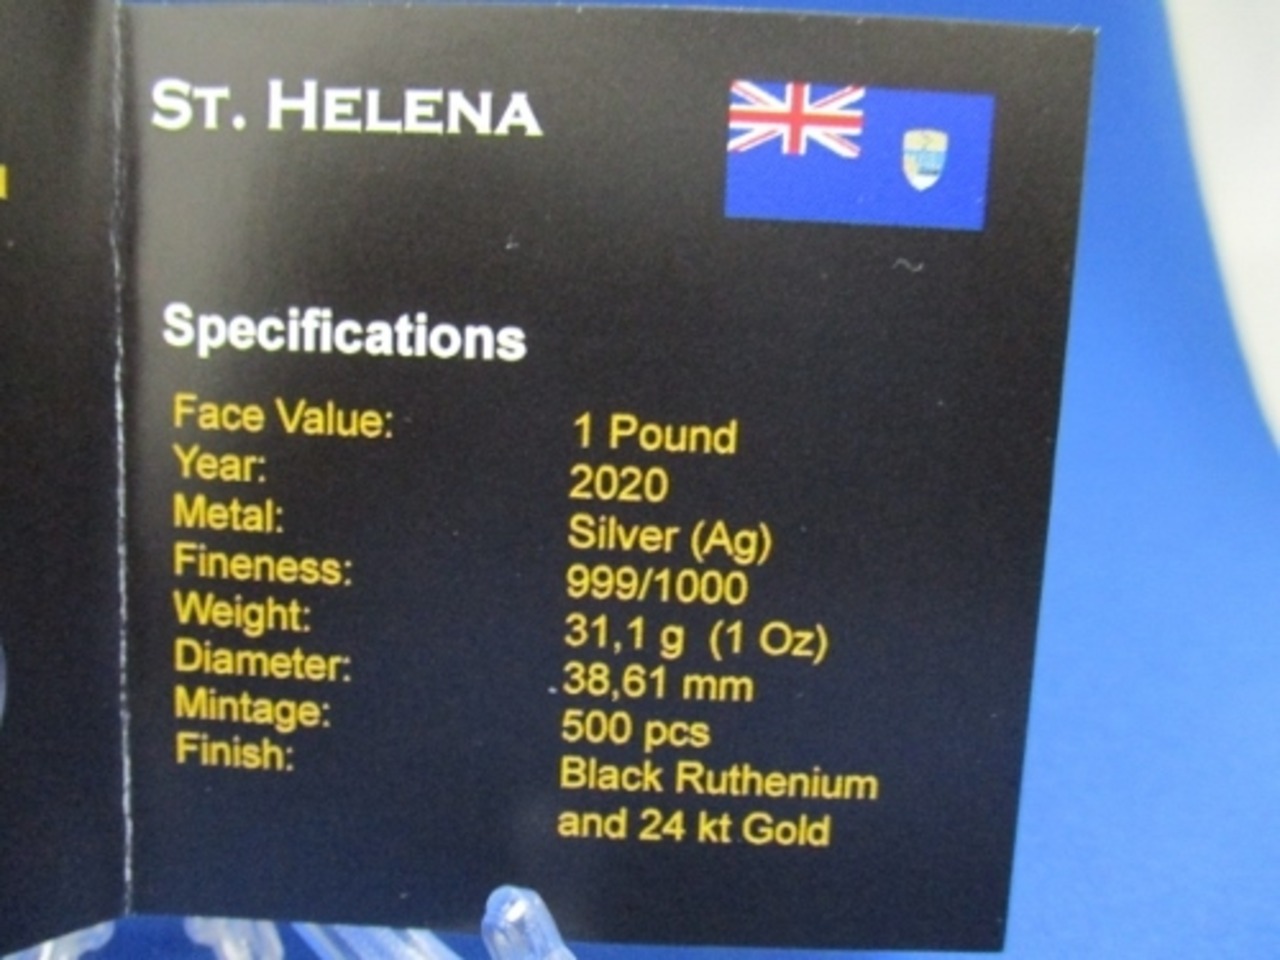 ST. HELENA
Specifications
Face Value: 1 Pound
Year: 2020
Metal: Silver (Ag)
Fineness: 999/1000
Weight: 31,1 g (1 Oz)
Diameter: 38,61 mm
Mintage: 500 pcs
Finish: Black Ruthenium
and 24 kt Gold